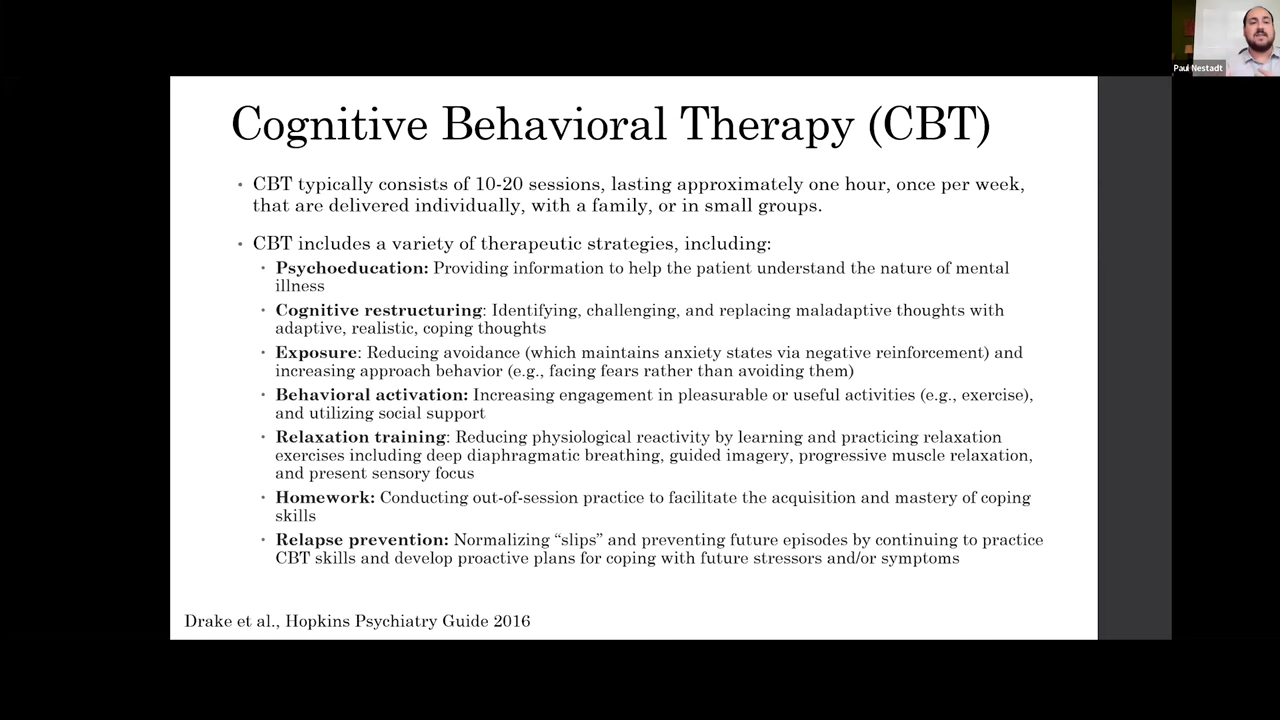 Paul Nestadt
Cognitive Behavioral Therapy (CBT)
• CBT typically consists of 10-20 sessions, lasting approximately one hour, once per week,
that are delivered individually, with a family, or in small groups.
• CBT includes a variety of therapeutic strategies, including:
• Psychoeducation: Providing information to help the patient understand the nature of mental
illness
• Cognitive restructuring: Identifying, challenging, and replacing maladaptive thoughts with
adaptive, realistic, coping thoughts
• Exposure: Reducing avoidance (which maintains anxiety states via negative reinforcement) and
increasing approach behavior (e.g., facing fears rather than avoiding them)
• Behavioral activation: Increasing engagement in pleasurable or useful activities (e.g., exercise),
and utilizing social support
• Relaxation training: Reducing physiological reactivity by learning and practicing relaxation
exercises including deep diaphragmatic breathing, guided imagery, progressive muscle relaxation,
and present sensory focus
• Homework: Conducting out-of-session practice to facilitate the acquisition and mastery of coping
skills
• Relapse prevention: Normalizing “slips” and preventing future episodes by continuing to practice
CBT skills and develop proactive plans for coping with future stressors and/or symptoms
Drake et al., Hopkins Psychiatry Guide 2016